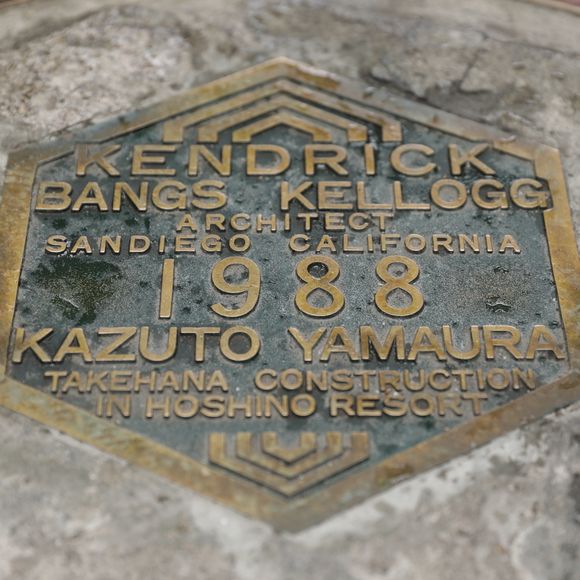 KENDRICK
BANGS KELLOGG
ARCHITECT
SANDIEGO CALIFORNIA
1988
KAZUTO YAMAURA
TAKEHANA CONSTRUCTION
IN HOSHINO RESORT